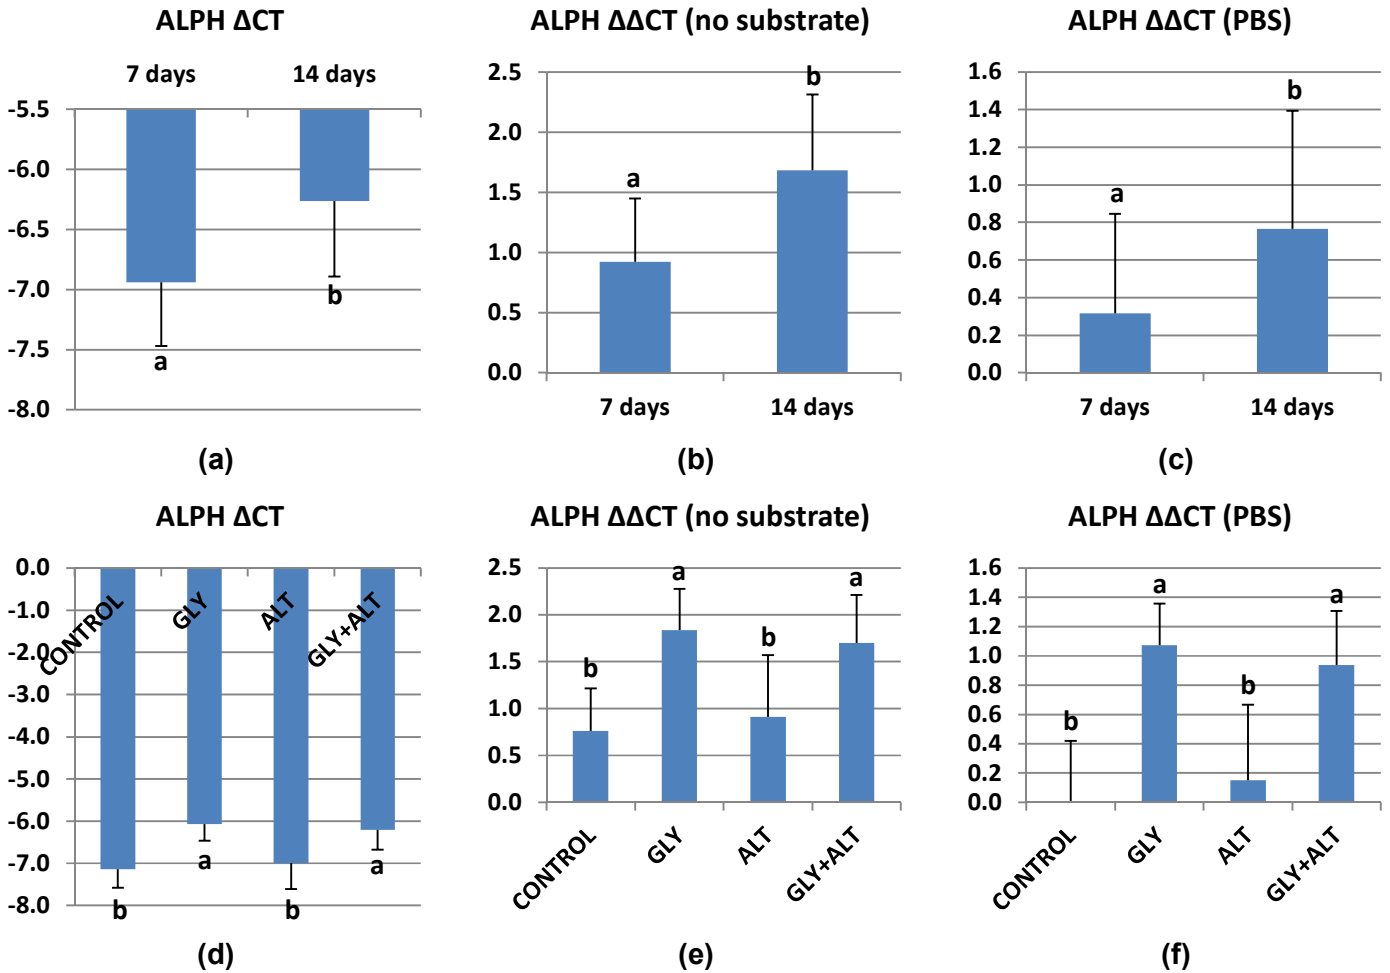 ALPH ΔCT
7 days 14 days
-5.5
-6.0
-6.5
-7.0
-7.5
-8.0
a
b
(a)
ALPH ΔΔCT (no substrate)
2.5
2.0
1.5
1.0
0.5
0.0
a
b
7 days 14 days
(b)
ALPH ΔΔCT (PBS)
1.6
1.4
1.2
1.0
0.8
0.6
0.4
0.2
0.0
a
b
7 days 14 days
(c)
ALPH ΔCT
0.0
-1.0
-2.0
-3.0
-4.0
-5.0
-6.0
-7.0
-8.0
CONTROL
GLY
ALT
GLY+ALT
b
a
b
a
(d)
ALPH ΔΔCT (no substrate)
2.5
2.0
1.5
1.0
0.5
0.0
b
a
b
a
CONTROL
GLY
ALT
GLY+ALT
(e)
ALPH ΔΔCT (PBS)
1.6
1.4
1.2
1.0
0.8
0.6
0.4
0.2
0.0
b
a
b
a
CONTROL
GLY
ALT
GLY+ALT
(f)